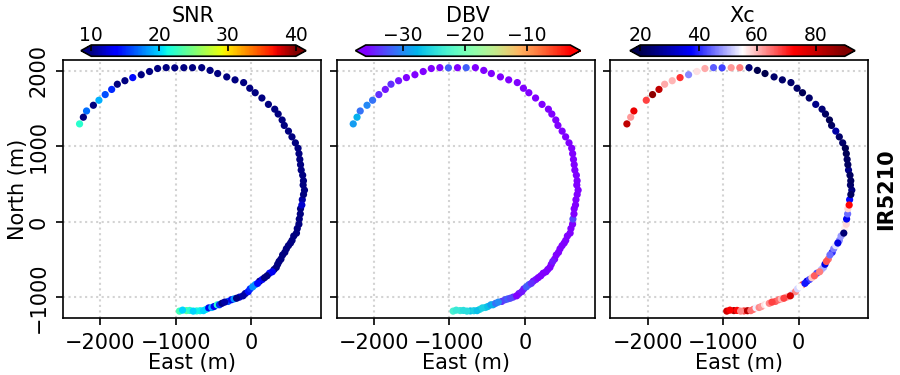 SNR DBV Xc
10 20 30 40 −30 −20 −10 20 40 60 80
2000
1000
0
−1000
North (m)
IR5210
−2000 −1000 0 −2000 −1000 0 −2000 −1000 0
East (m) East (m) East (m)